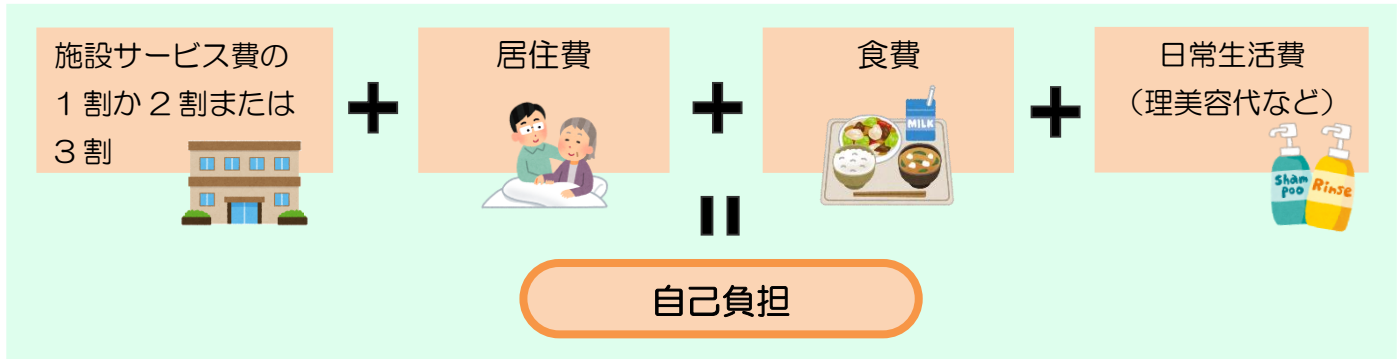 施設サービス費の
1割か2割または
3割
+
居住費
+
食費
MILK
+
日常生活費
（理美容代など）
Sham
poo
Rinse
=
自己負担